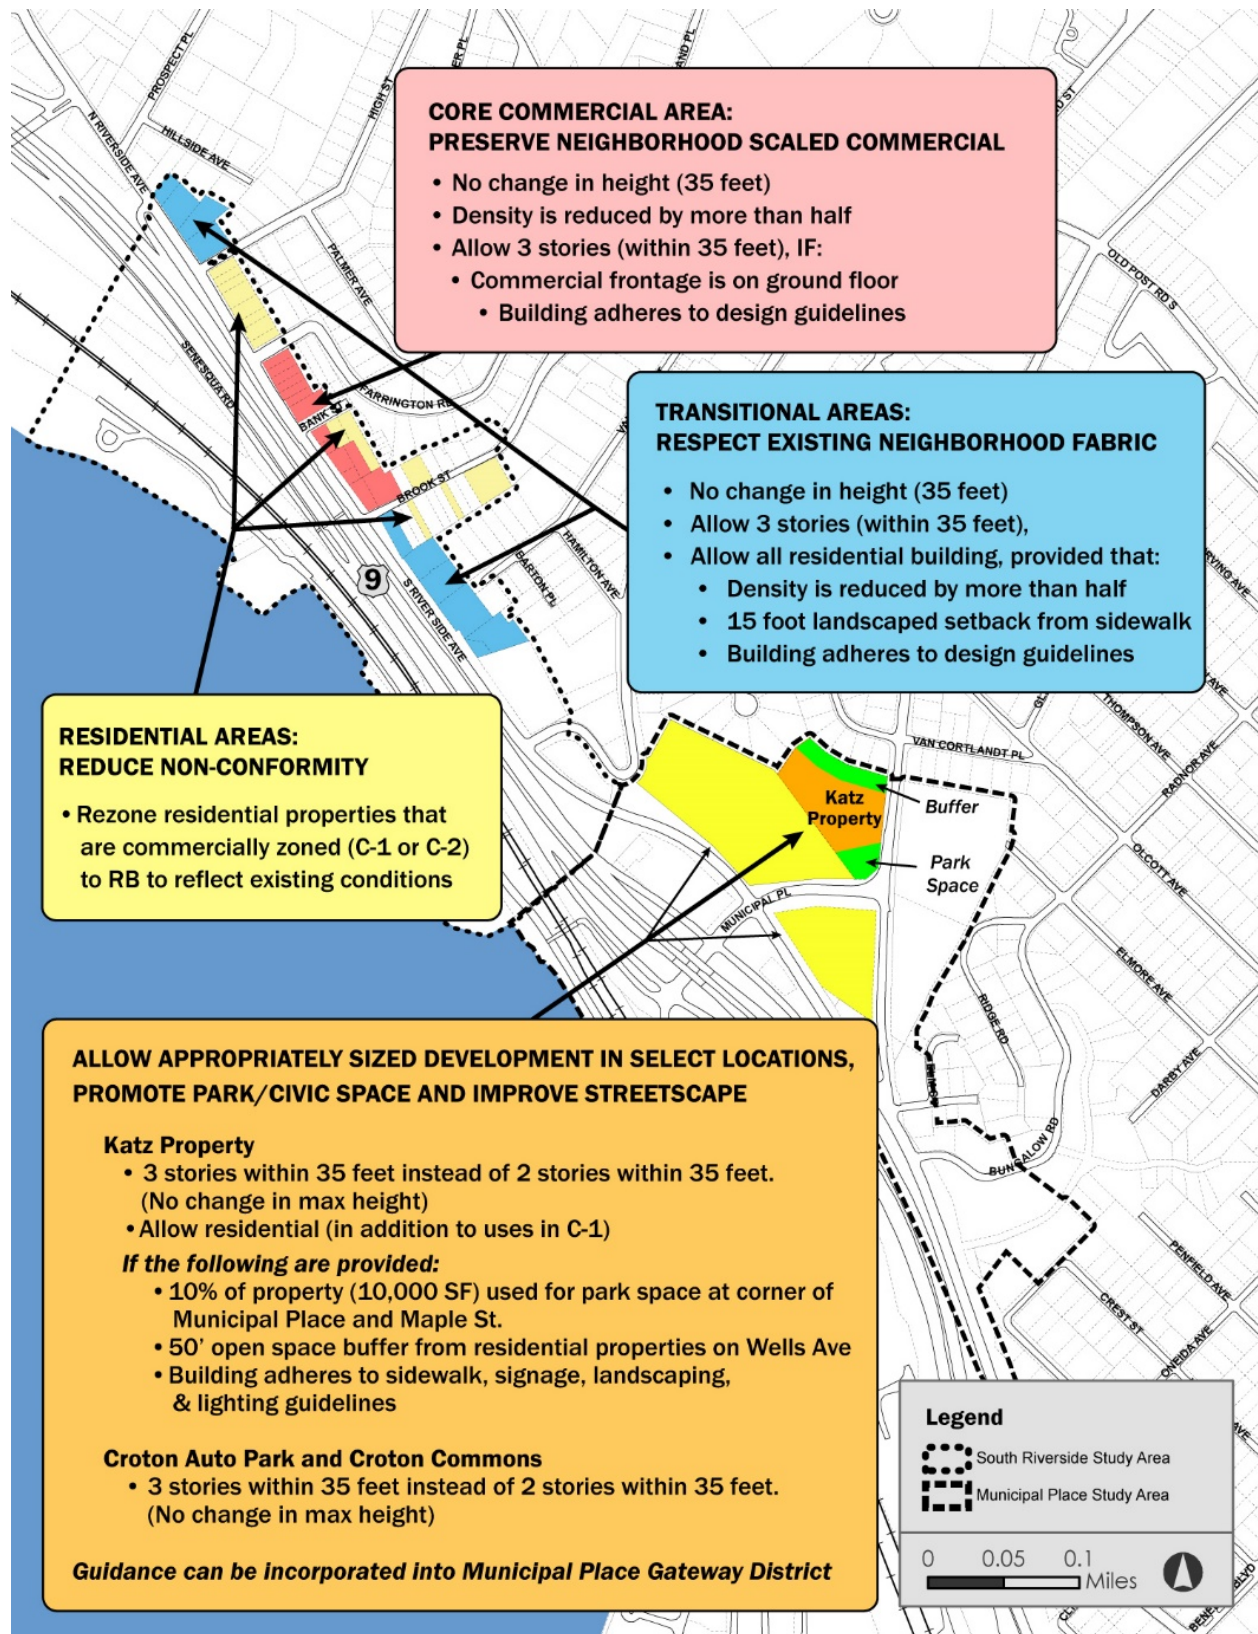 PROSPECT PL
N RIVERSIDE AVE
HILLSIDE AVE
HIGH ST
ER PL
AND PL
D ST
CORE COMMERCIAL AREA:
PRESERVE NEIGHBORHOOD SCALED COMMERCIAL
• No change in height (35 feet)
• Density is reduced by more than half
• Allow 3 stories (within 35 feet), IF:
• Commercial frontage is on ground floor
• Building adheres to design guidelines
PALMER AVE
OLD POST RD S
SENESQUA RD
FARRINGTON RD
BANK ST
BROOK ST
TRANSITIONAL AREAS:
RESPECT EXISTING NEIGHBORHOOD FABRIC
• No change in height (35 feet)
• Allow 3 stories (within 35 feet),
• Allow all residential building, provided that:
• Density is reduced by more than half
• 15 foot landscaped setback from sidewalk
• Building adheres to design guidelines
HAMILTON AVE
BARTON PL
9
S RIVER SIDE AVE
IRVING AVE
RESIDENTIAL AREAS:
REDUCE NON-CONFORMITY
• Rezone residential properties that
are commercially zoned (C-1 or C-2)
to RB to reflect existing conditions
THOMPSON AVE
RADNOR AVE
VAN CORTLANDT PL
Katz
Property
Buffer
Park
Space
MUNICIPAL PL
OLCOTT AVE
ELMORE AVE
RIDGE RD
DARBY AVE
BUNGALOW RD
PENFIELD AVE
CREST ST
ONEIDA AVE
ALLOW APPROPRIATELY SIZED DEVELOPMENT IN SELECT LOCATIONS,
PROMOTE PARK/CIVIC SPACE AND IMPROVE STREETSCAPE
Katz Property
• 3 stories within 35 feet instead of 2 stories within 35 feet.
(No change in max height)
• Allow residential (in addition to uses in C-1)
If the following are provided:
• 10% of property (10,000 SF) used for park space at corner of
Municipal Place and Maple St.
• 50' open space buffer from residential properties on Wells Ave
• Building adheres to sidewalk, signage, landscaping,
& lighting guidelines
Croton Auto Park and Croton Commons
• 3 stories within 35 feet instead of 2 stories within 35 feet.
(No change in max height)
Guidance can be incorporated into Municipal Place Gateway District
Legend
South Riverside Study Area
Municipal Place Study Area
0 0.05 0.1
Miles